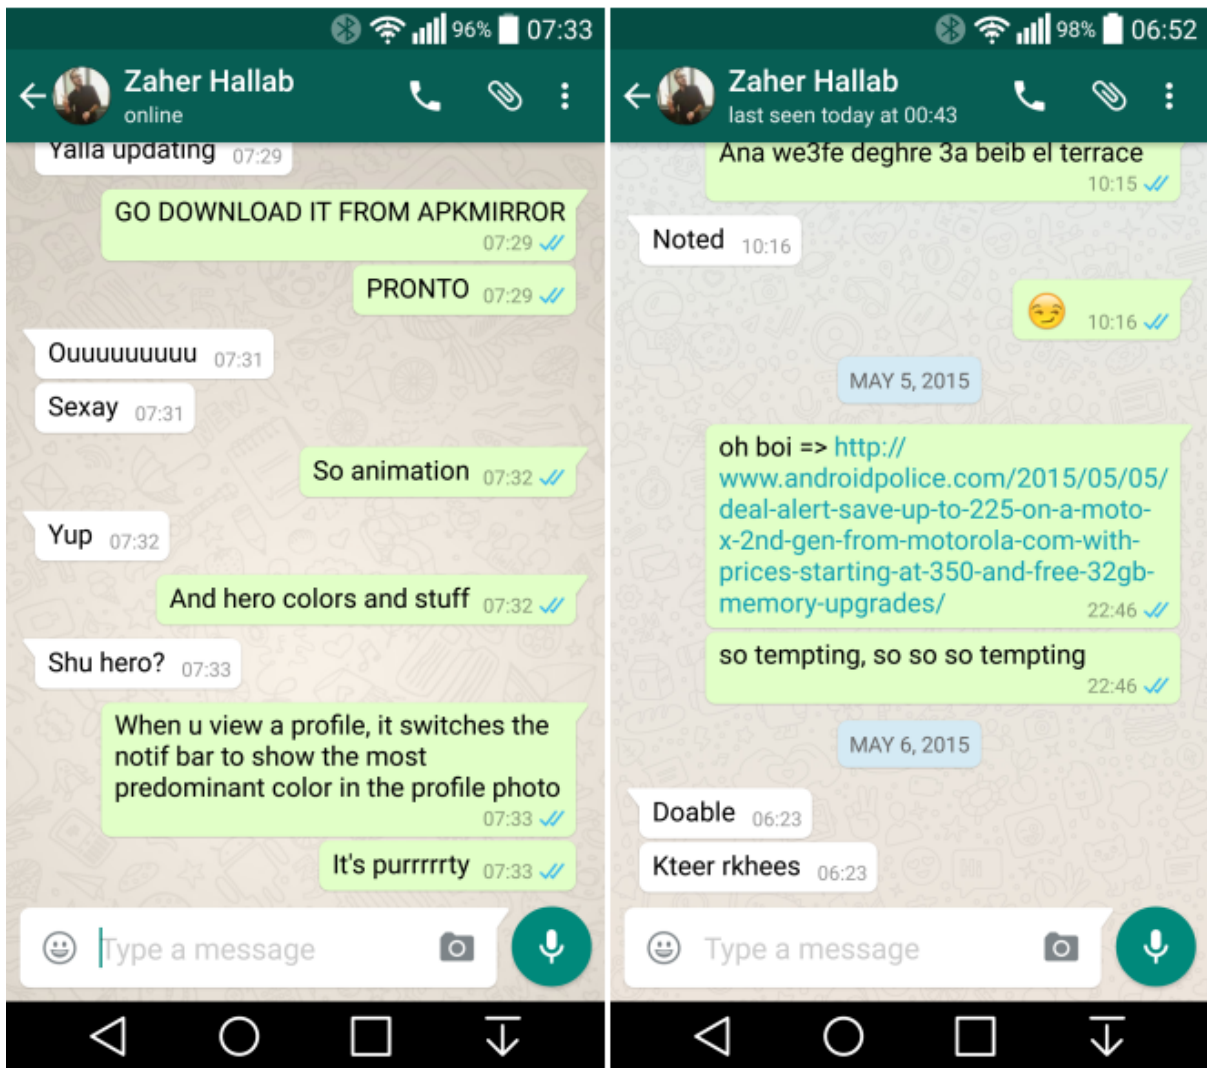 96% 07:33
Zaher Hallab
online
Yalla updating 07:29
GO DOWNLOAD IT FROM APKMIRROR
07:29
PRONTO 07:29
Ouuuuuuuuu 07:31
Sexay 07:31
So animation 07:32
Yup 07:32
And hero colors and stuff 07:32
Shu hero? 07:33
When u view a profile, it switches the
notif bar to show the most
predominant color in the profile photo
07:33
It's purrrrrty 07:33
Type a message
98% 06:52
Zaher Hallab
last seen today at 00:43
Ana we3fe deghre 3a beib el terrace
10:15
Noted 10:16
10:16
MAY 5, 2015
oh boi => http://
www.androidpolice.com/2015/05/05/
deal-alert-save-up-to-225-on-a-moto-
x-2nd-gen-from-motorola-com-with-
prices-starting-at-350-and-free-32gb-
memory-upgrades/ 22:46
so tempting, so so so tempting
22:46
MAY 6, 2015
Doable 06:23
Kteer rkhees 06:23
Type a message